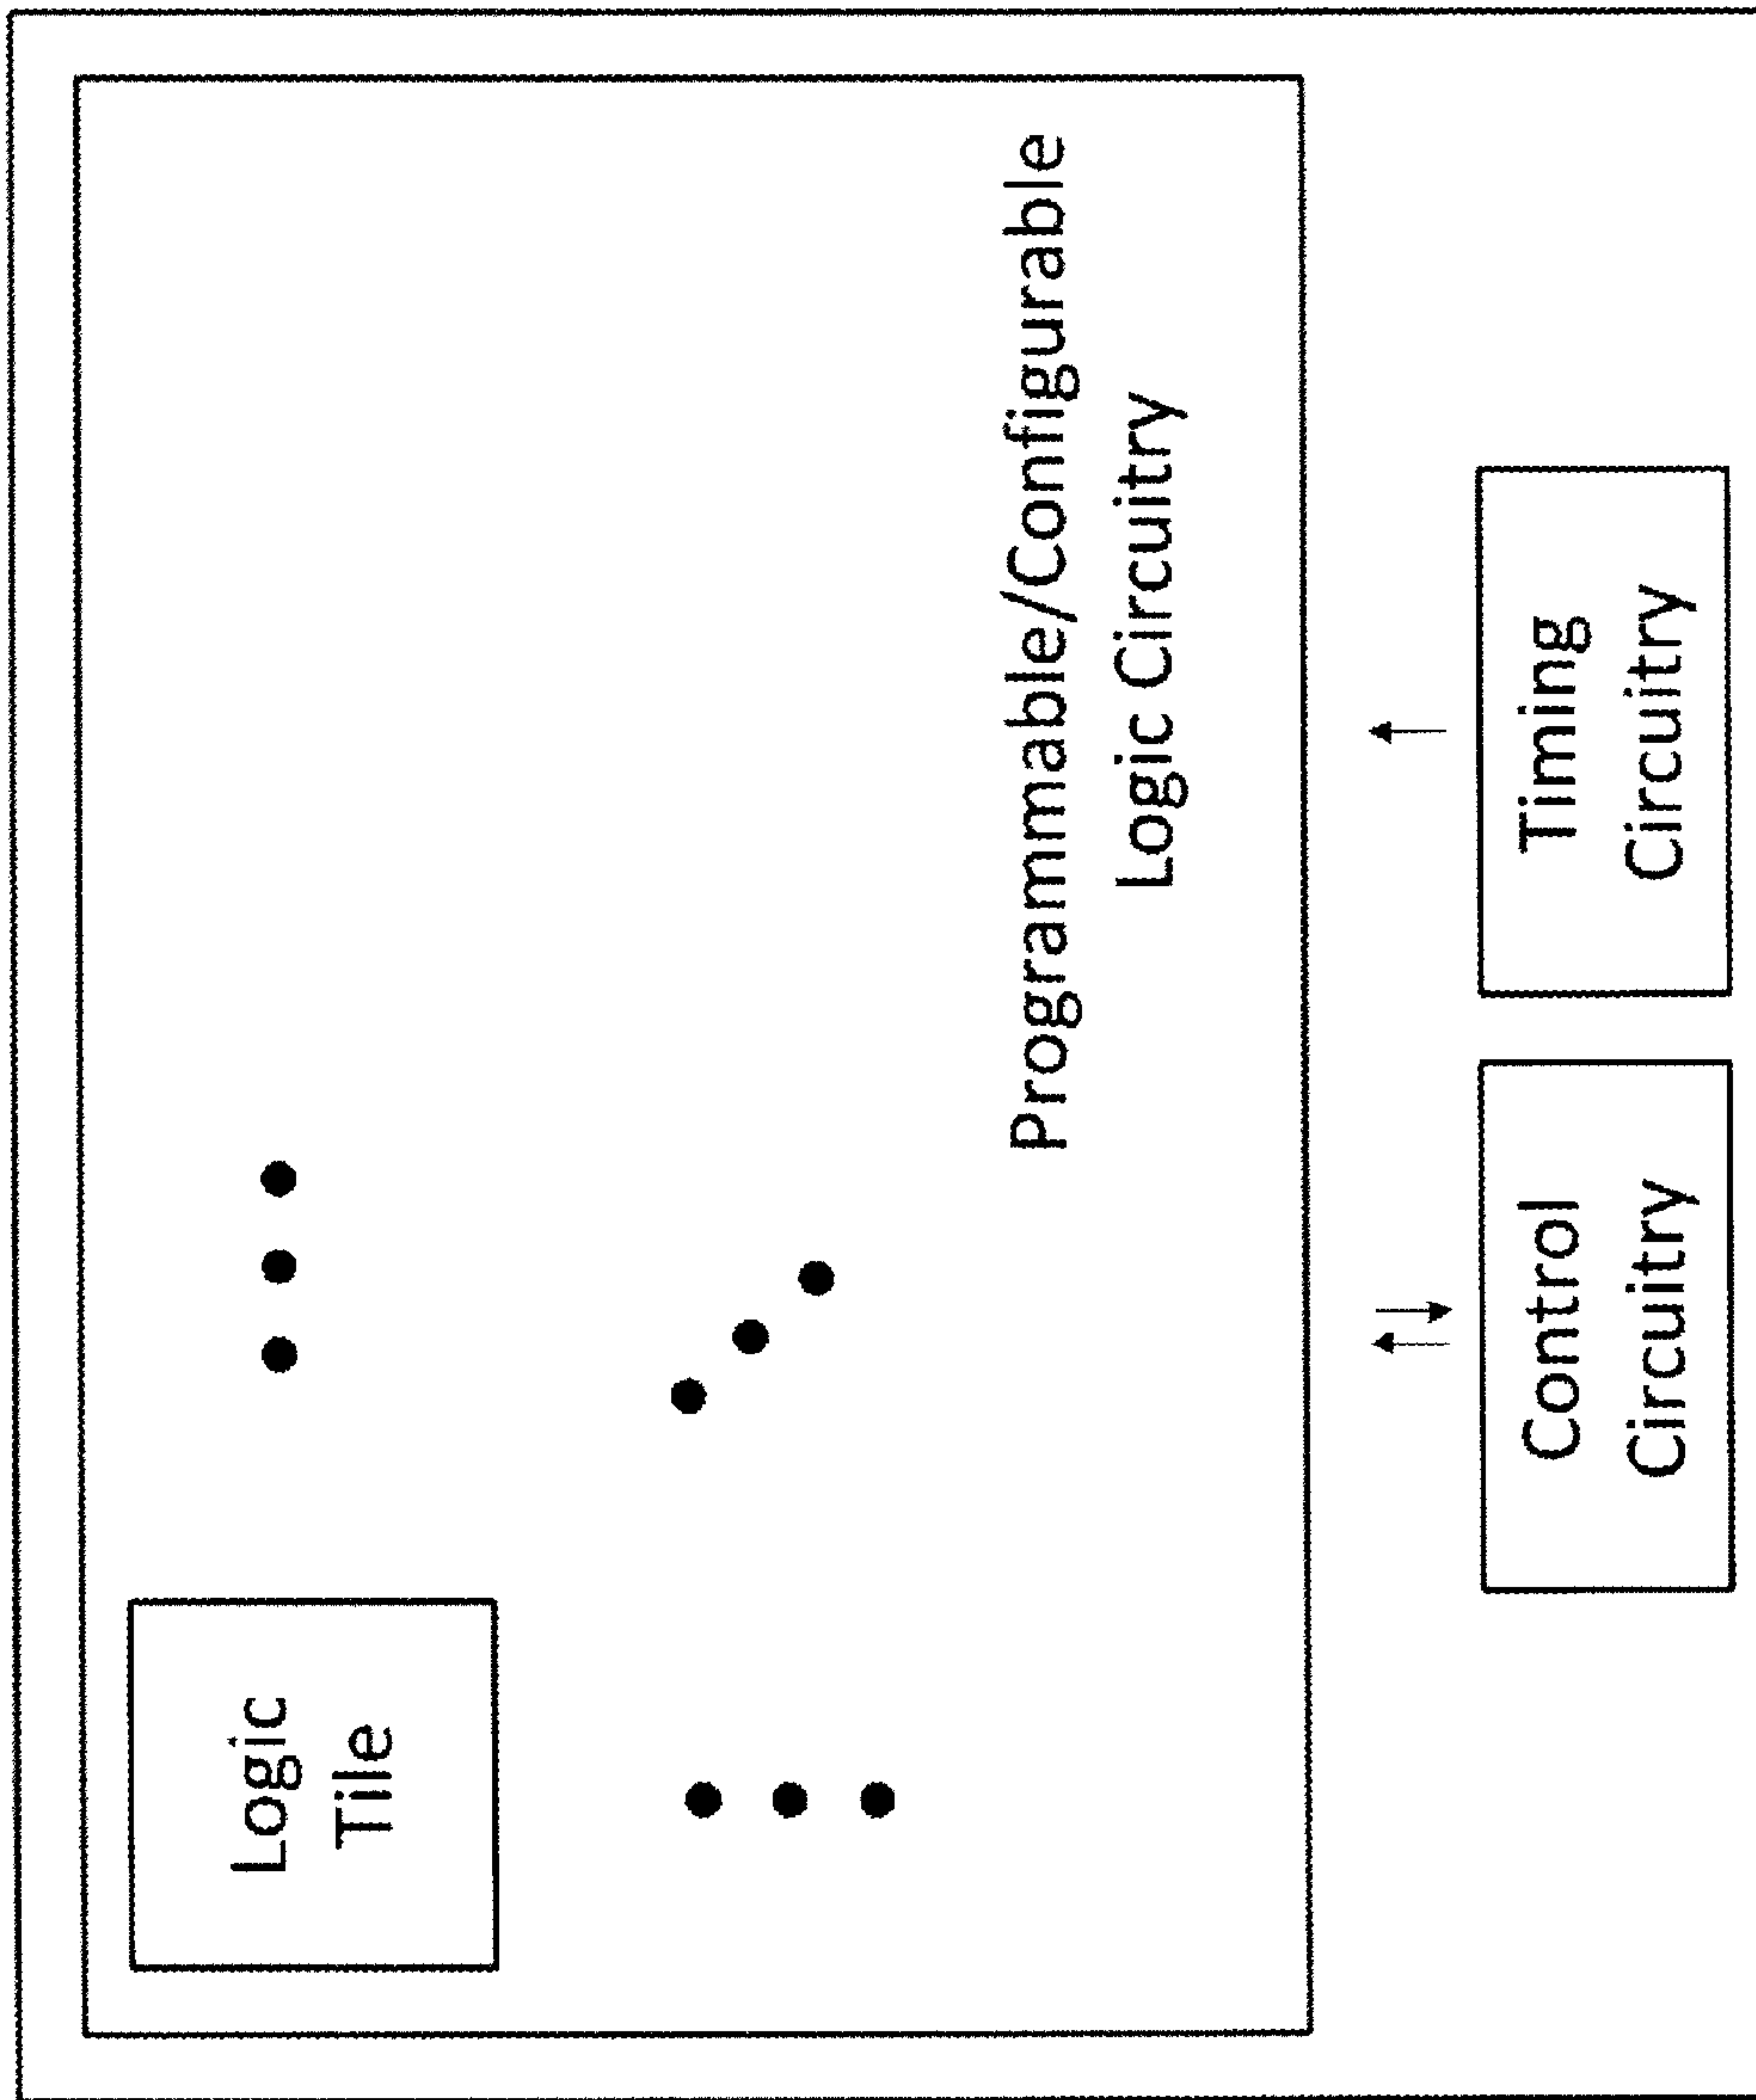 Logic
Tile
Programmable/Configurable
Logic Circuitry
Control
Circuitry
Timing
Circuitry